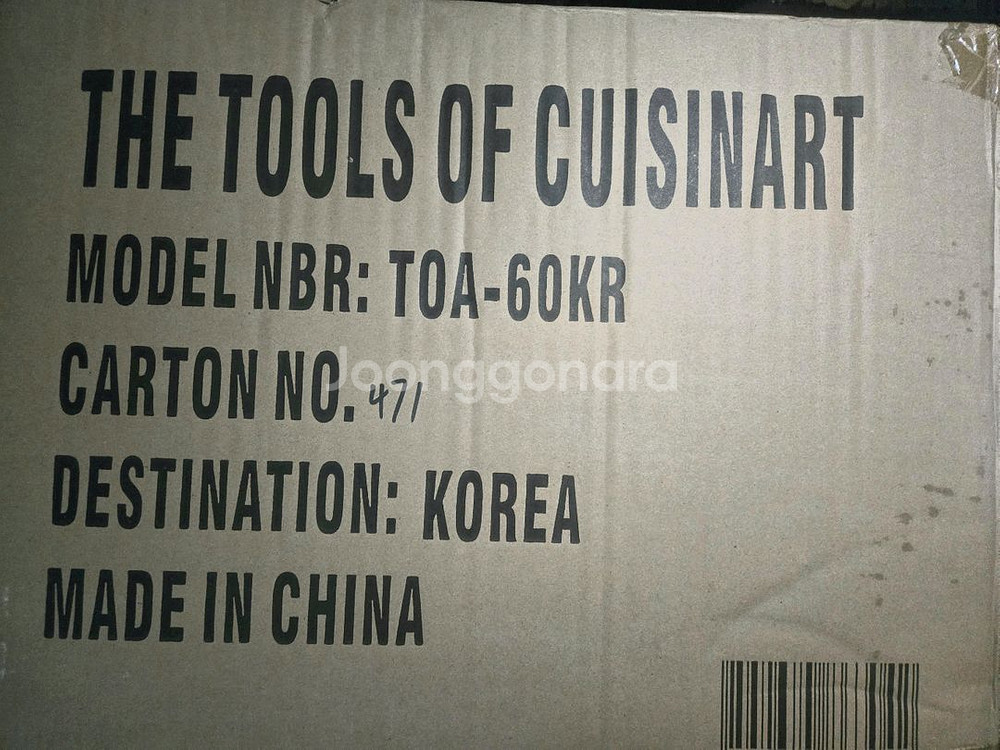 THE TOOLS OF CUISINART
MODEL NBR: TOA-60KR
CARTON NO. 471
Joonggonara
DESTINATION: KOREA
MADE IN CHINA